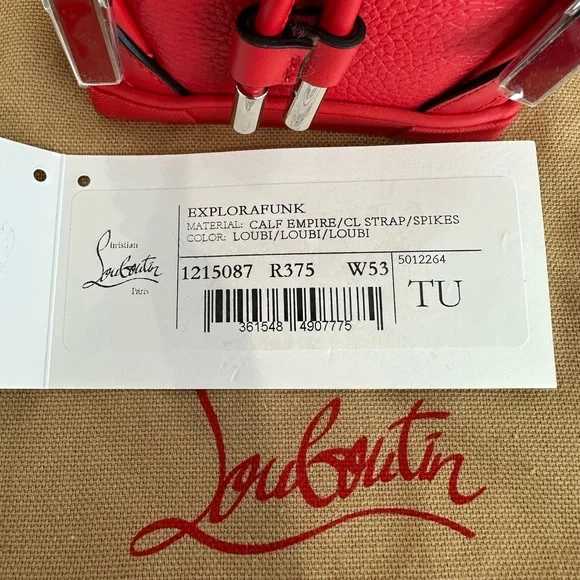 EXPLORAFUNK
MATERIAL: CALF EMPIRE/CL STRAP/SPIKES
COLOR: LOUBI/LOUBI/LOUBI
Christian
Louboutin
Paris
1215087 R375 W53
5012264
TU
361548 4907775
Louboutin